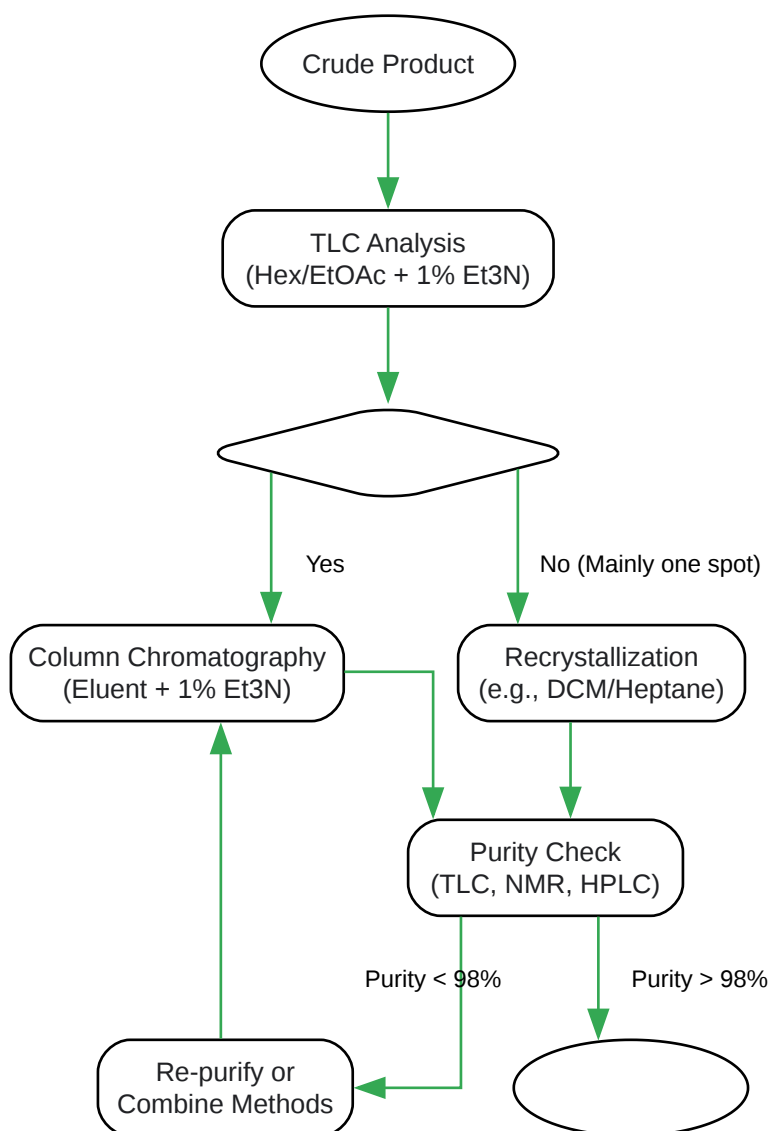 Crude Product
TLC Analysis
(Hex/EtOAc + 1% Et3N)
Yes
No (Mainly one spot)
Column Chromatography
(Eluent + 1% Et3N)
Recrystallization
(e.g., DCM/Heptane)
Purity Check
(TLC, NMR, HPLC)
Purity < 98%
Purity > 98%
Re-purify or
Combine Methods